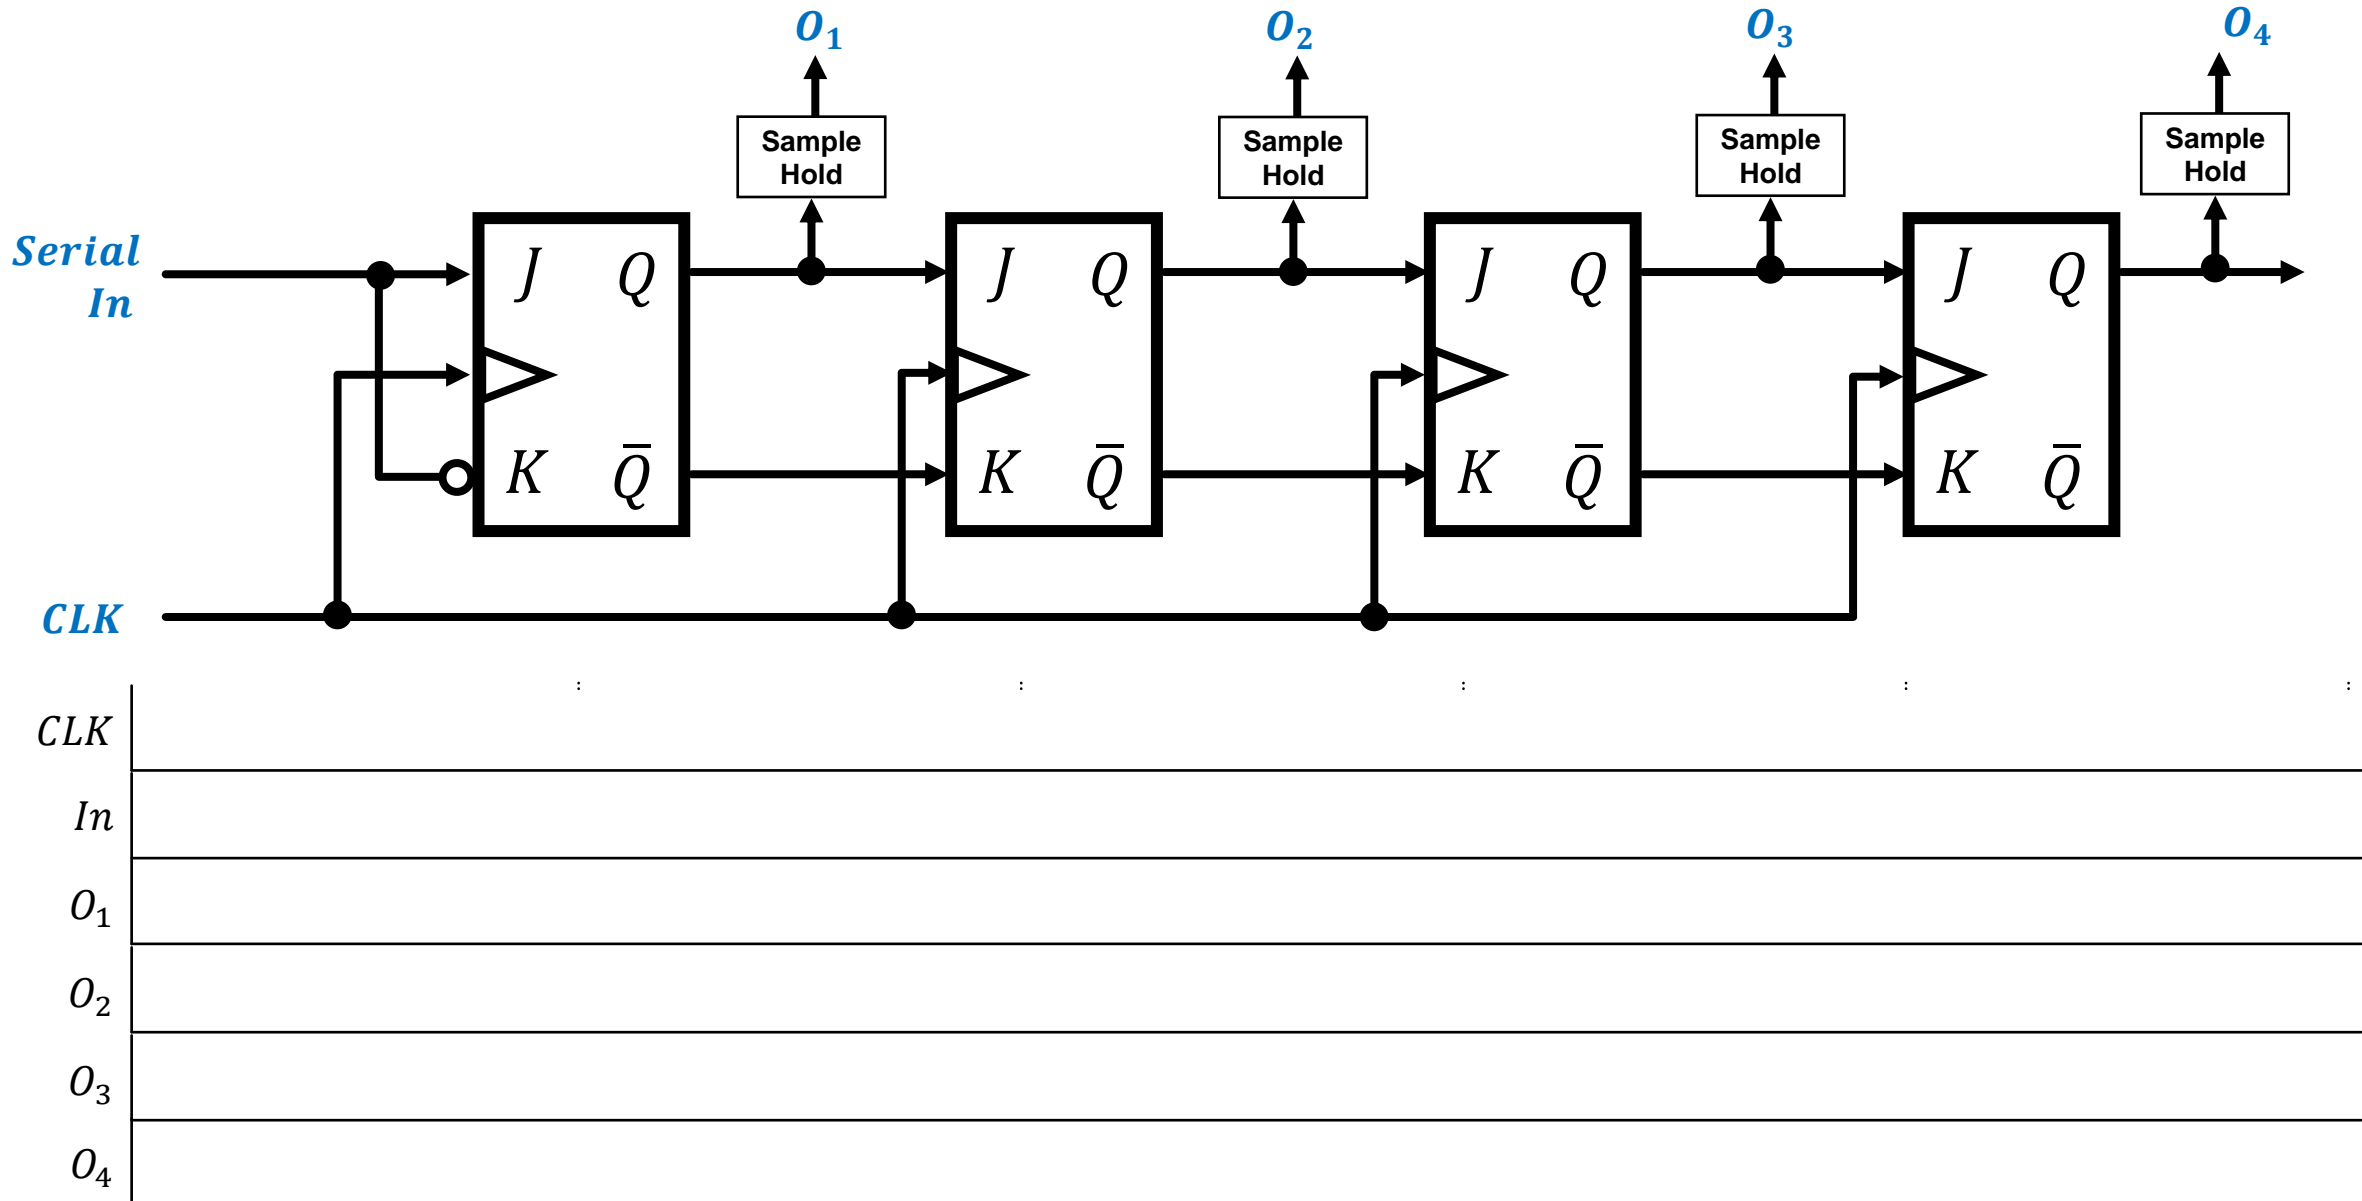 O₁ O₂ O₃ O₄
Sample Hold
Sample Hold
Sample Hold
Sample Hold
Serial In
J Q J Q J Q J Q
K Q̄ K Q̄ K Q̄ K Q̄
CLK
: : : : :
CLK
In
O₁
O₂
O₃
O₄